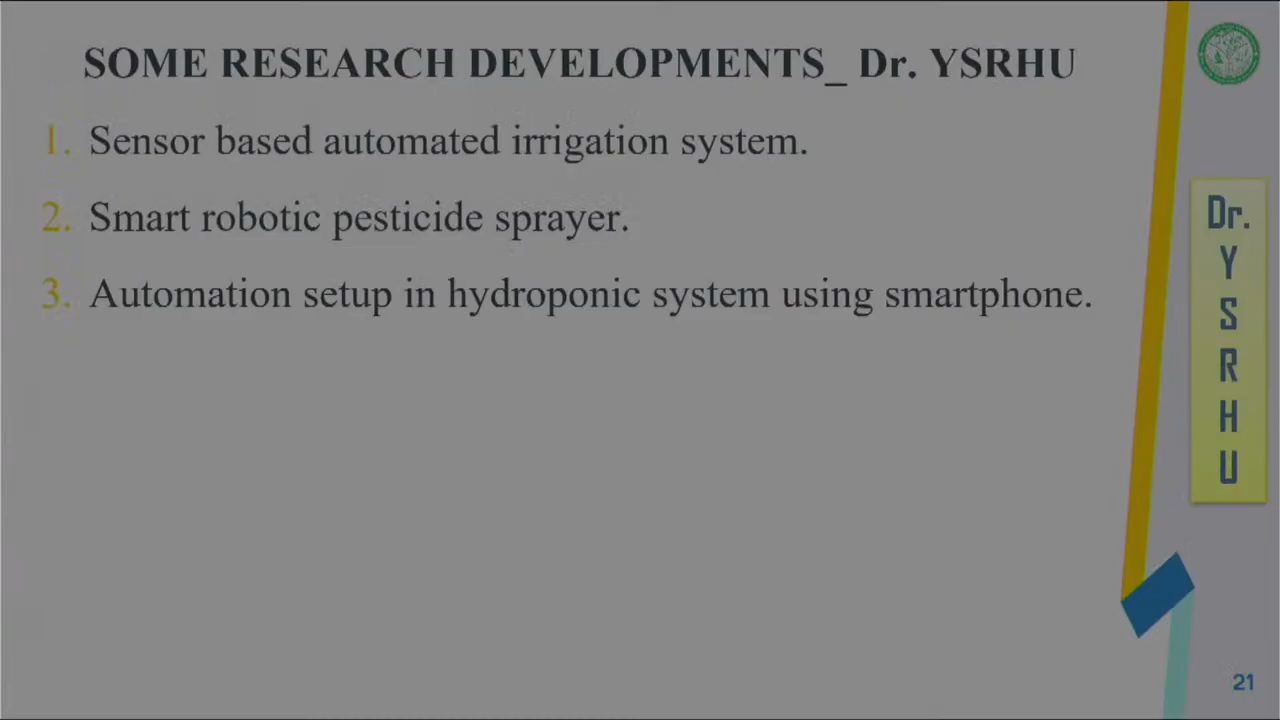 SOME RESEARCH DEVELOPMENTS_ Dr. YSRHU
1. Sensor based automated irrigation system.
2. Smart robotic pesticide sprayer.
3. Automation setup in hydroponic system using smartphone.
Dr.
Y
S
R
H
U
21